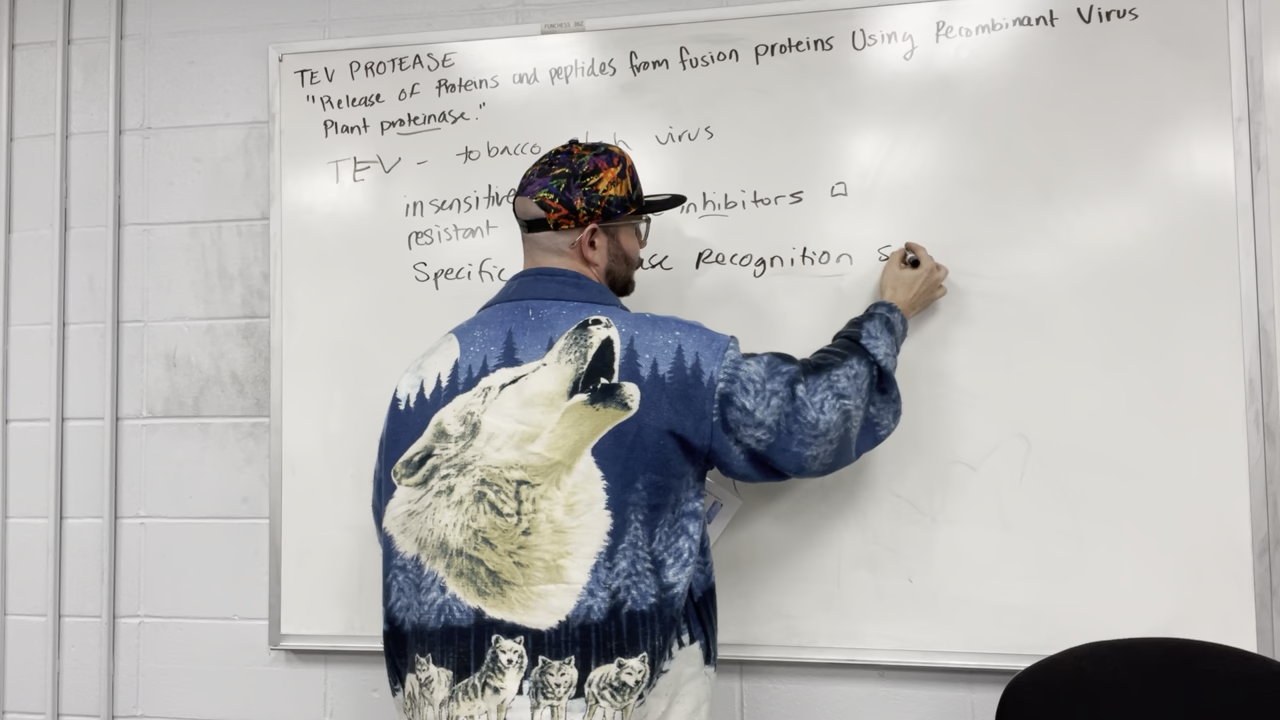 TEV PROTEASE
"Release of Proteins and peptides from fusion proteins Using Recombinant Virus
Plant proteinase."
TEV - tobacco virus
insensitive inhibitors
resistant
Specific Recognition